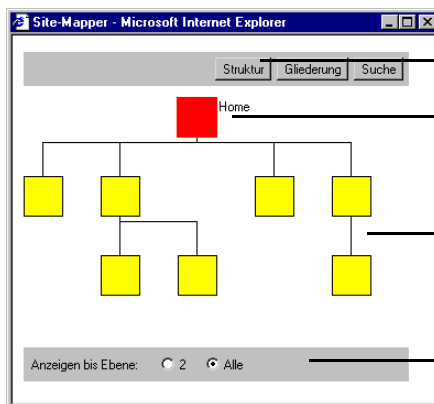 Site-Mapper - Microsoft Internet Explorer
Struktur Gliederung Suche
Home
Anzeigen bis Ebene: 2 Alle